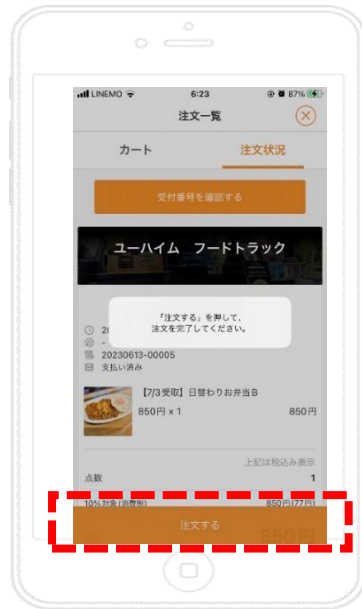 LINEMO
6:23
87%
注文一覧
カート
注文状況
受付番号を確認する
ユーハイム フードトラック
「注文する」を押して、
注文を完了してください。
20
-
20230613-00005
支払い済み
【7/3受取】日替わりお弁当B
850円 x 1
850円
上記は税込み表示
点数
1
10%対象(消費税)
850円(77円)
注文する
850円